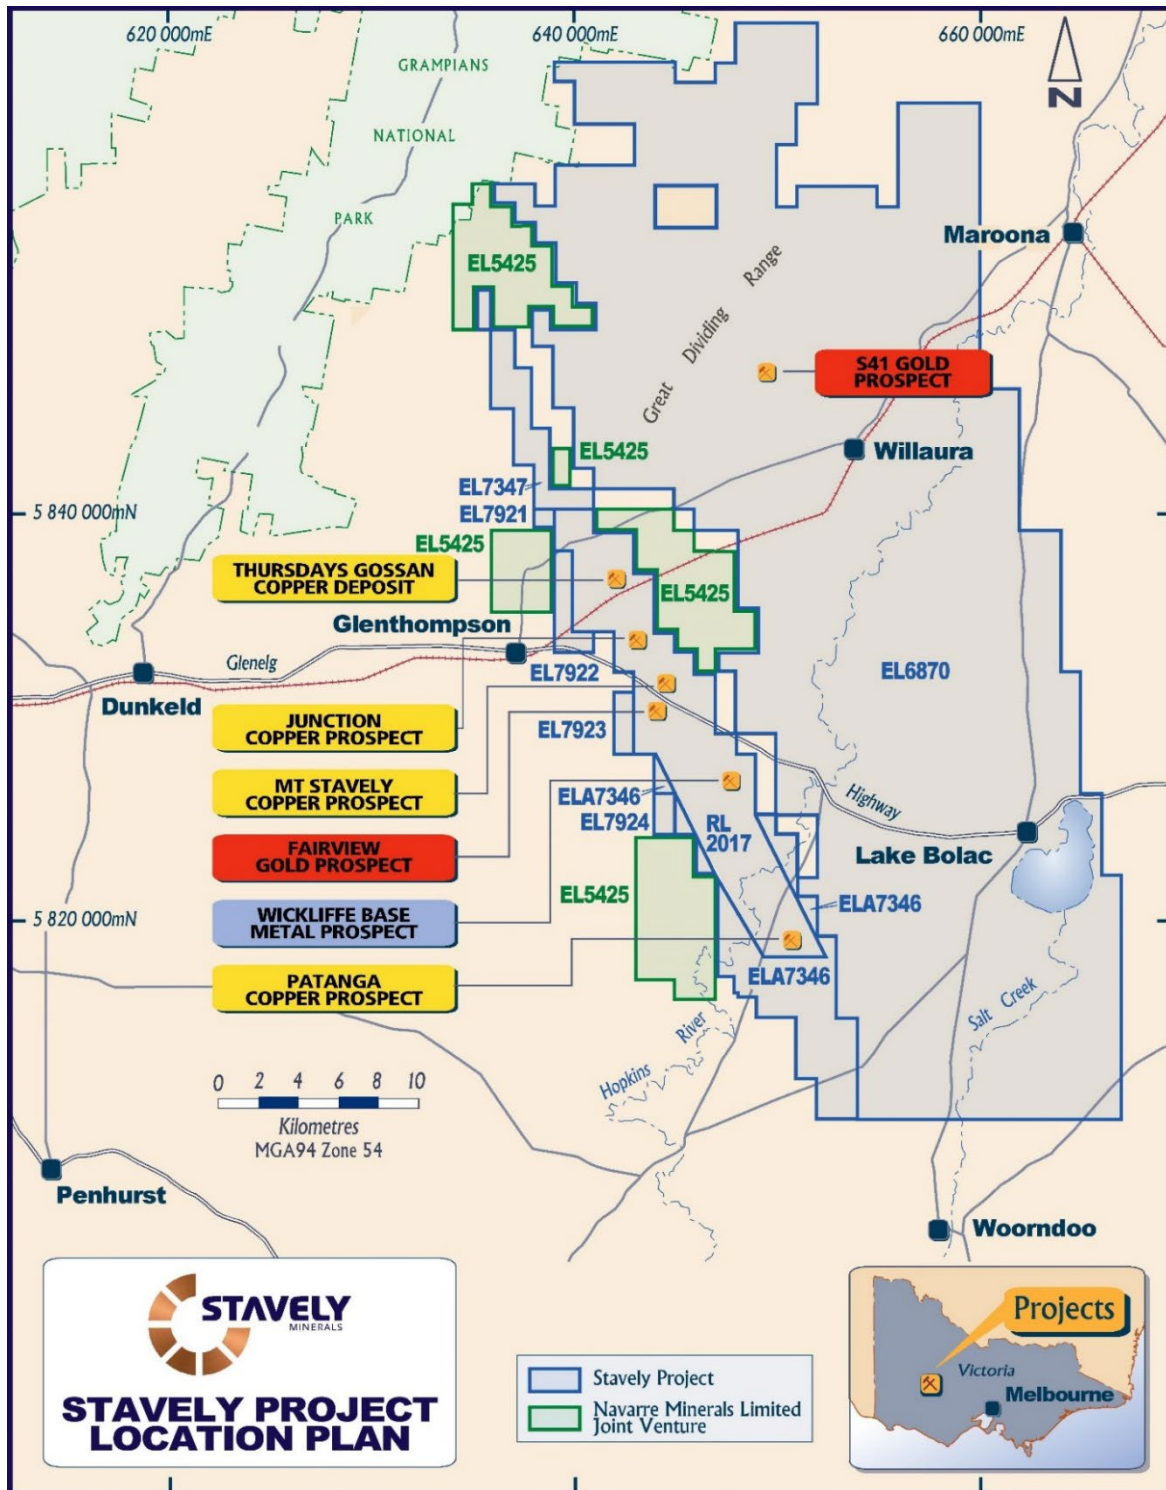 620 000mE
640 000mE
660 000mE
GRAMPIANS
NATIONAL
PARK
N
Maroona
EL5425
Great Dividing Range
S41 GOLD
PROSPECT
EL5425
Willaura
EL7347
5 840 000mN
EL7921
EL5425
THURSDAYS GOSSAN
COPPER DEPOSIT
EL5425
Glenthompson
Glenelg
EL7922
EL6870
Dunkeld
JUNCTION
COPPER PROSPECT
EL7923
MT STAVELY
COPPER PROSPECT
ELA7346
Highway
EL7924
RL
2017
FAIRVIEW
GOLD PROSPECT
Lake Bolac
EL5425
ELA7346
5 820 000mN
WICKLIFFE BASE
METAL PROSPECT
PATANGA
COPPER PROSPECT
ELA7346
Salt Creek
Hopkins River
0 2 4 6 8 10
Kilometres
MGA94 Zone 54
Penhurst
Woorndoo
STAVELY
MINERALS
STAVELY PROJECT
LOCATION PLAN
Stavely Project
Navarre Minerals Limited
Joint Venture
Projects
Victoria
Melbourne